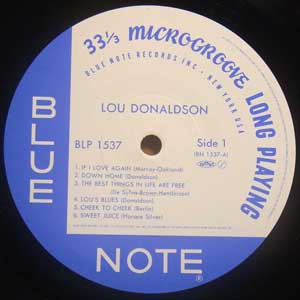 33 1/3 MICROGROOVE LONG PLAYING
BLUE NOTE RECORDS INC • NEW YORK USA
BLUE
LOU DONALDSON
BLP 1537
Side 1
(BN 1537-A)
1. IF I LOVE AGAIN (Murray-Oakland)
2. DOWN HOME (Donaldson)
3. THE BEST THINGS IN LIFE ARE FREE
(De Sylva-Brown-Henderson)
4. LOU'S BLUES (Donaldson)
5. CHEEK TO CHEEK (Berlin)
6. SWEET JUICE (Horace Silver)
NOTE
®